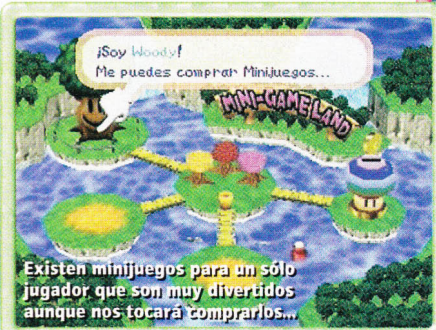 ¡Soy Woody!
Me puedes comprar Minijuegos...
MINI-GAME LAND
Existen minijuegos para un sólo
jugador que son muy divertidos
aunque nos tocará comprarlos...